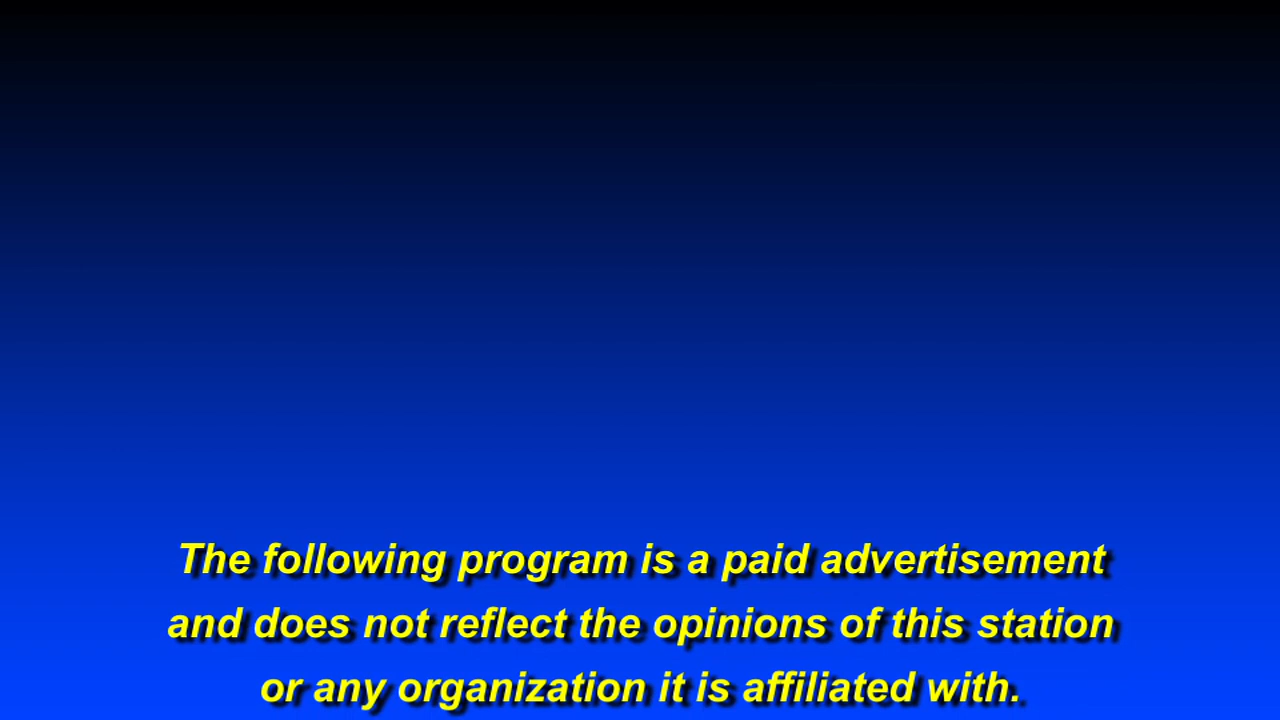 The following program is a paid advertisement
and does not reflect the opinions of this station
or any organization it is affiliated with.